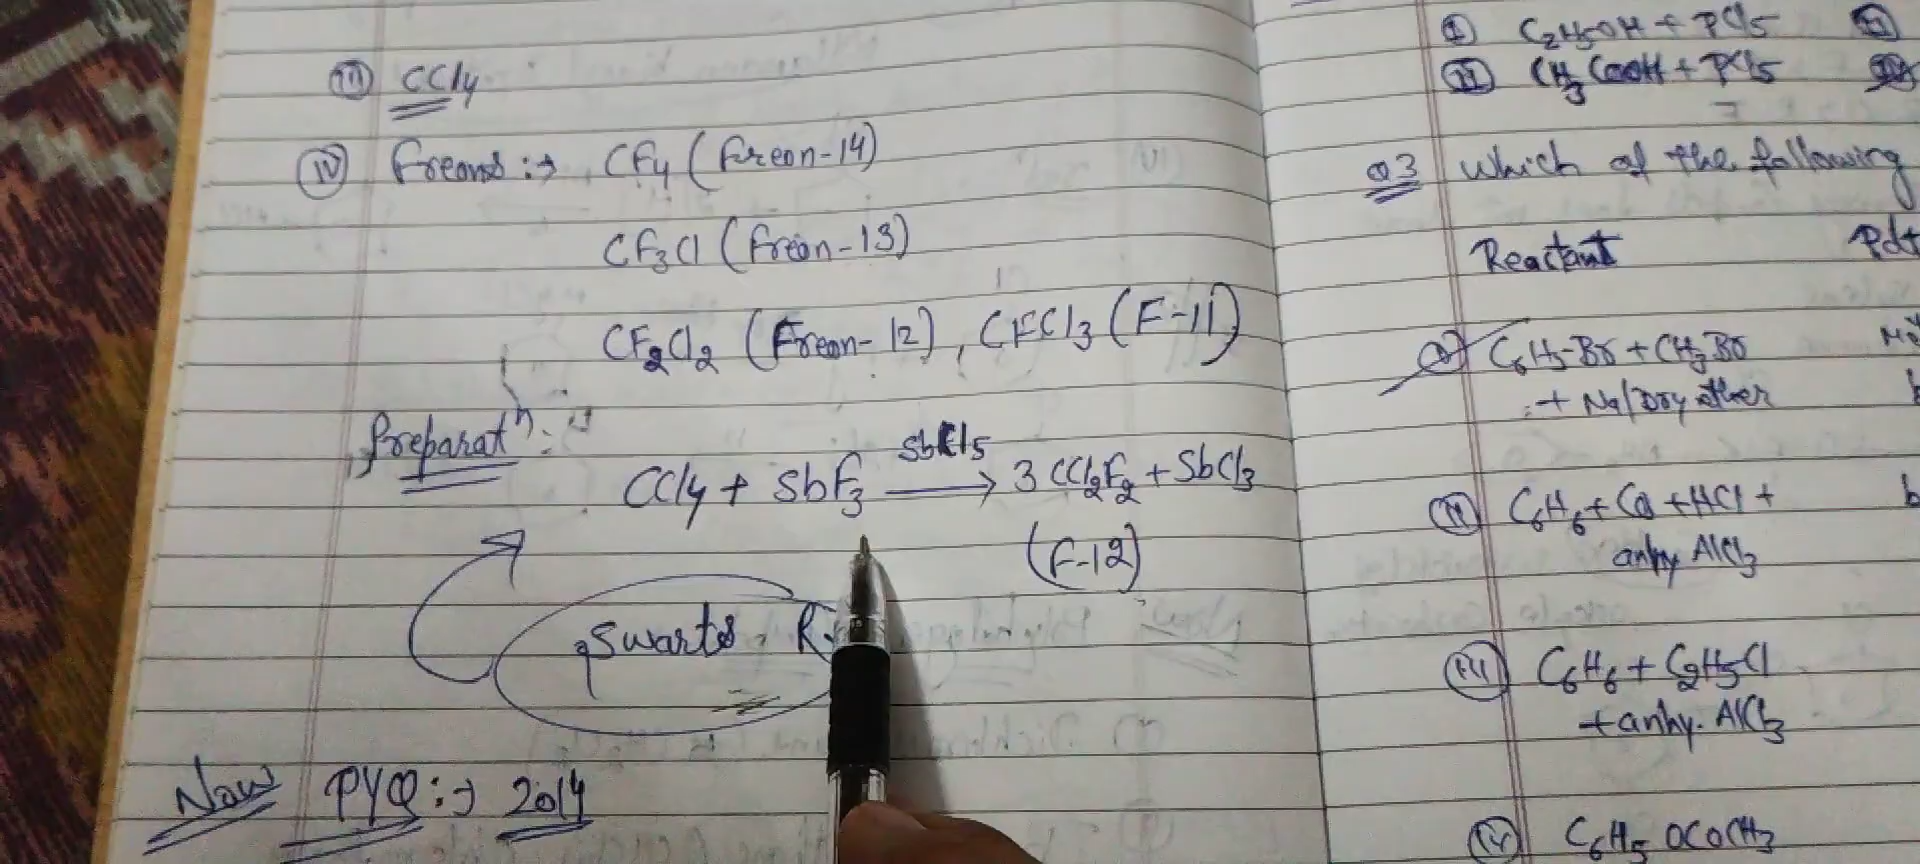 (III) CCl4
(IV) Freons :→ CF4 (Freon-14)
CF3Cl (Freon-13)
CF2Cl2 (Freon-12), CFCl3 (F-11)
Preparatn :-
SbCl5
CCl4 + SbF3 → 3 CCl2F2 + SbCl3
(F-12)
Swarts
Now PYQ :→ 2014
(I) C2H5OH + PCl5
(II) CH3COOH + PCl5
Q3 Which of the following
Reactant Pdt
C6H5-Br + CH3Br
+ Na/Dry ether
(II) C6H6 + CO + HCl +
anhy AlCl3
(III) C6H6 + C2H5Cl
+ anhy. AlCl3
(IV) C6H5 OCOCH3